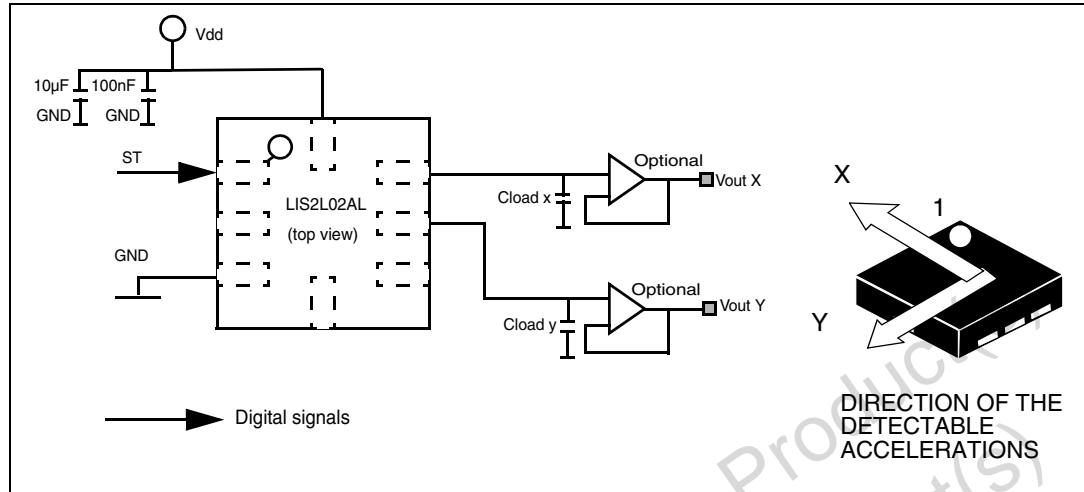 Vdd
10µF 100nF
GND GND
ST
LIS2L02AL
(top view)
GND
Cload x
Optional
Vout X
Cload y
Optional
Vout Y
Digital signals
X
1
Y
DIRECTION OF THE
DETECTABLE
ACCELERATIONS
Product(